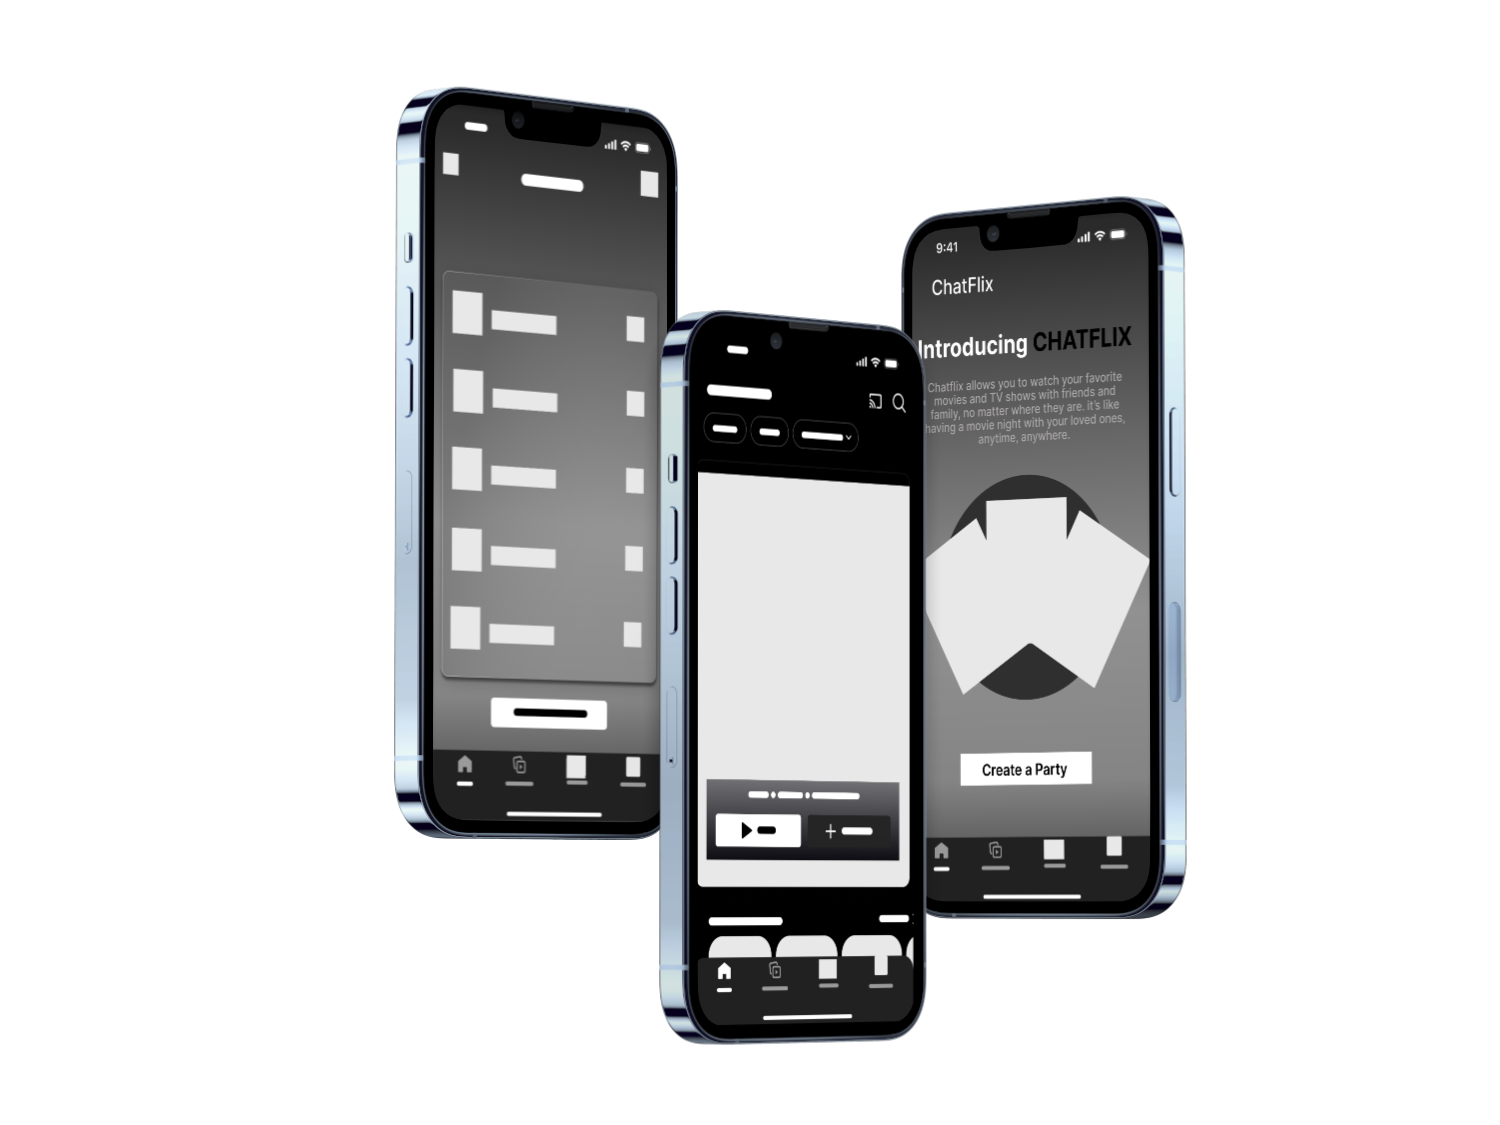 9:41
ChatFlix
Introducing CHATFLIX
Chatflix allows you to watch your favorite
movies and TV shows with friends and
family, no matter where they are. it's like
having a movie night with your loved ones,
anytime, anywhere.
Create a Party